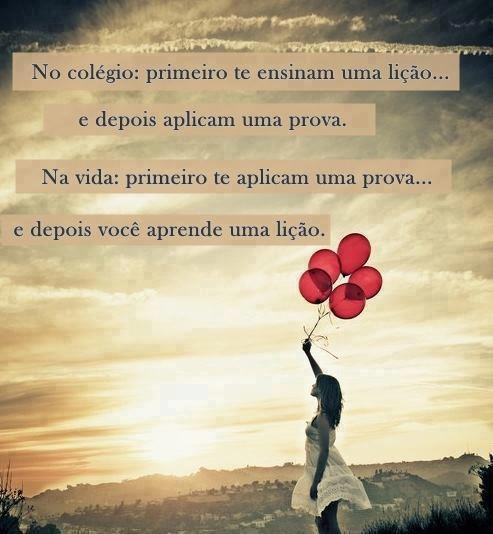 No colégio: primeiro te ensinam uma lição...
e depois aplicam uma prova.
Na vida: primeiro te aplicam uma prova...
e depois você aprende uma lição.